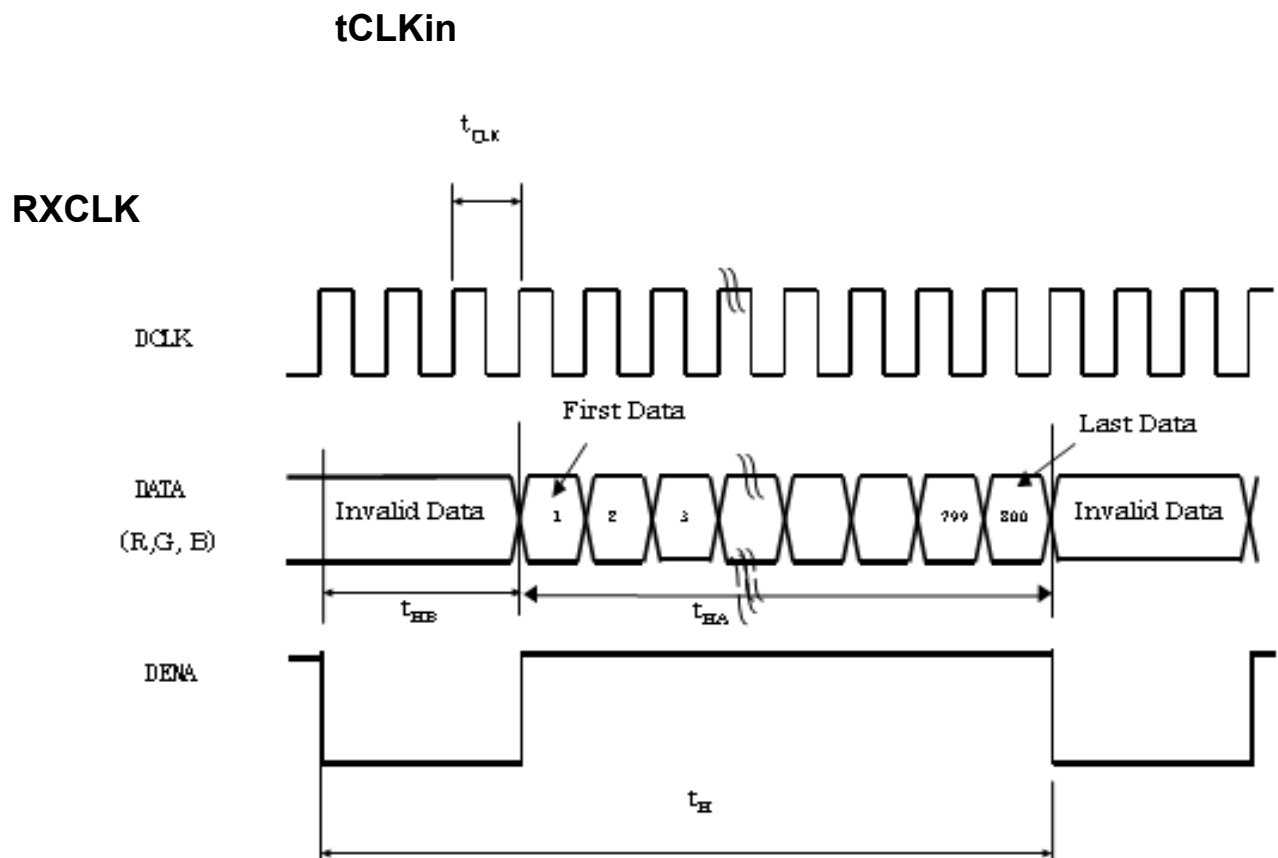 tCLKin
tCLK
RXCLK
DCLK
First Data
Last Data
DATA
(R,G, B)
Invalid Data
1
2
3
799
800
Invalid Data
tHB
tHA
DENA
tH